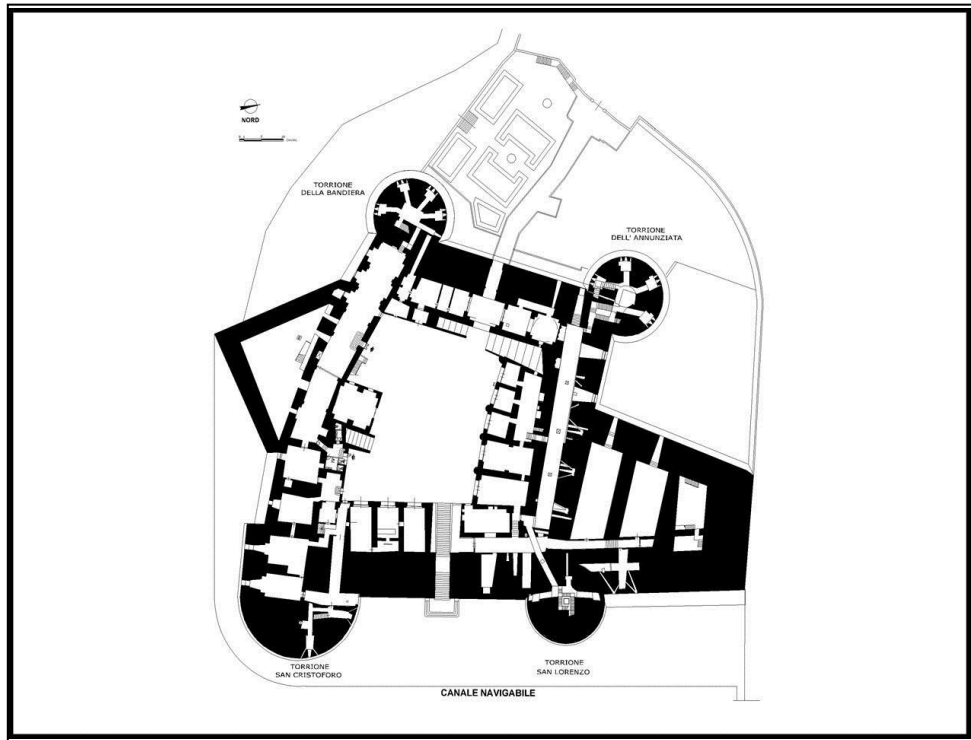 NORD
TORRIONE
DELLA BANDIERA
TORRIONE
DELL' ANNUNZIATA
TORRIONE
SAN CRISTOFORO
TORRIONE
SAN LORENZO
CANALE NAVIGABILE